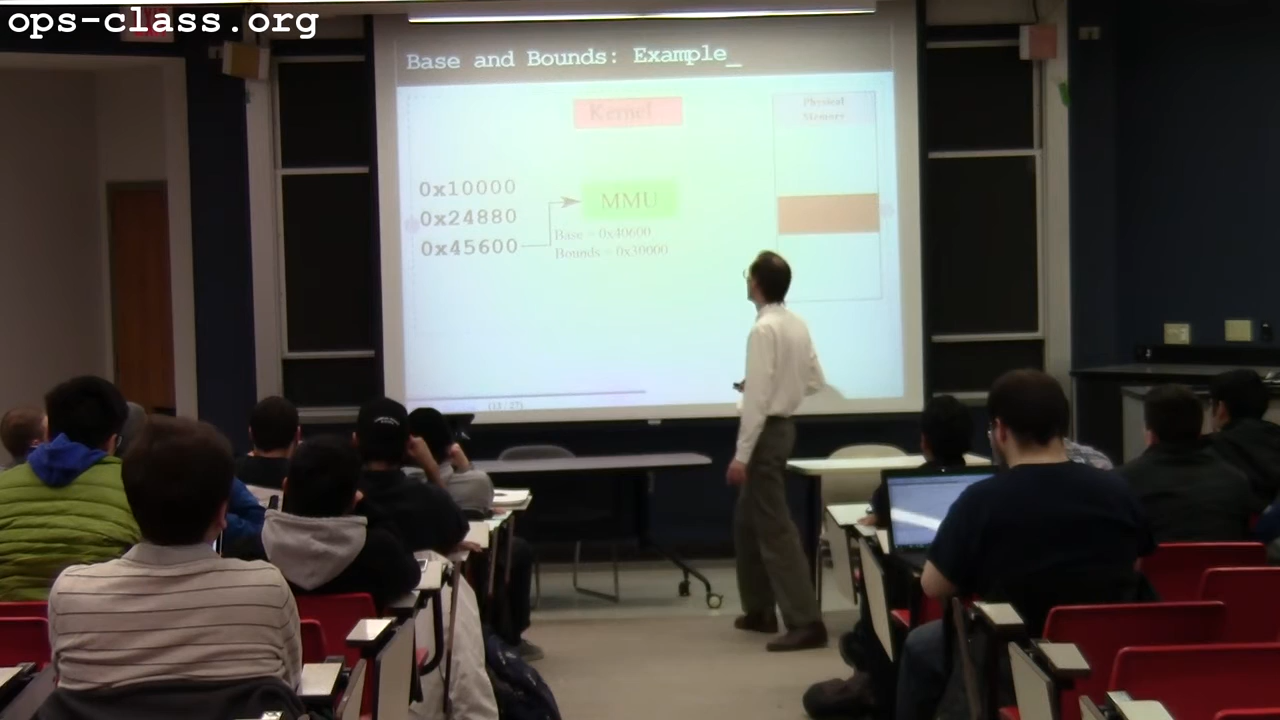 ops-class.org
Base and Bounds: Example_
Kernel
Physical
Memory
0x10000
0x24880
0x45600
MMU
Base = 0x40600
Bounds = 0x30000